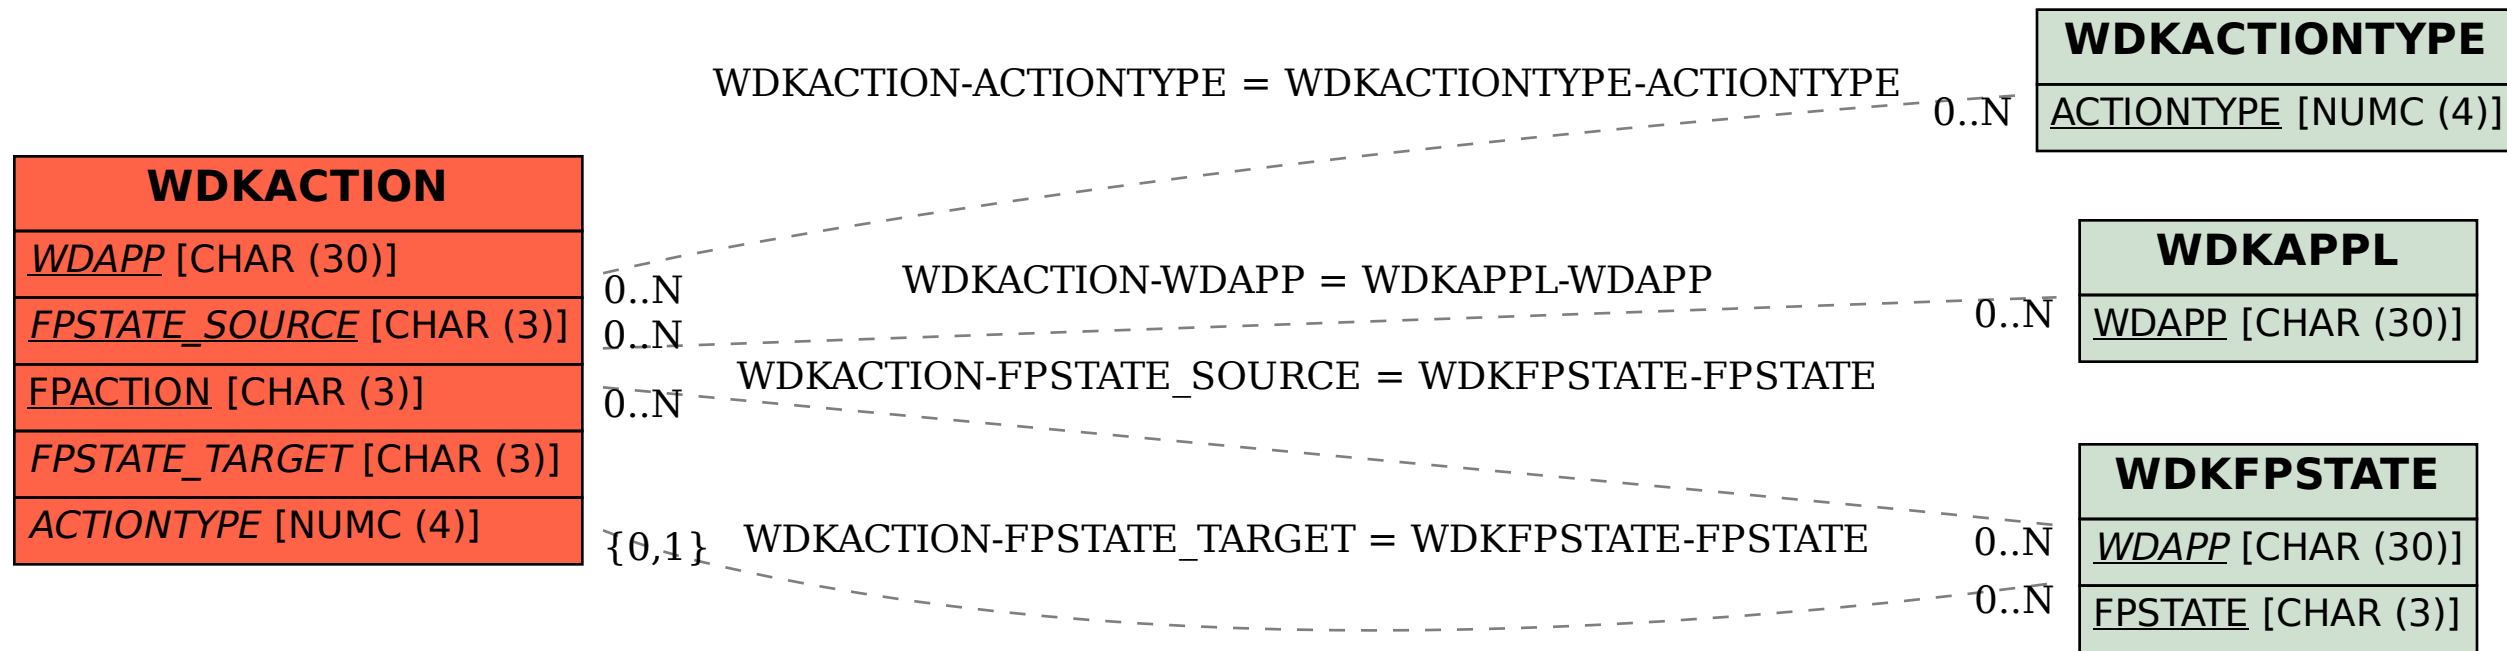 WDKACTION
WDAPP [CHAR (30)]
FPSTATE_SOURCE [CHAR (3)]
FPACTION [CHAR (3)]
FPSTATE_TARGET [CHAR (3)]
ACTIONTYPE [NUMC (4)]
WDKACTION-ACTIONTYPE = WDKACTIONTYPE-ACTIONTYPE
0..N
0..N
WDKACTION-WDAPP = WDKAPPL-WDAPP
0..N
0..N
WDKACTION-FPSTATE_SOURCE = WDKFPSTATE-FPSTATE
0..N
0..N
WDKACTION-FPSTATE_TARGET = WDKFPSTATE-FPSTATE
{0,1}
0..N
WDKACTIONTYPE
ACTIONTYPE [NUMC (4)]
WDKAPPL
WDAPP [CHAR (30)]
WDKFPSTATE
WDAPP [CHAR (30)]
FPSTATE [CHAR (3)]